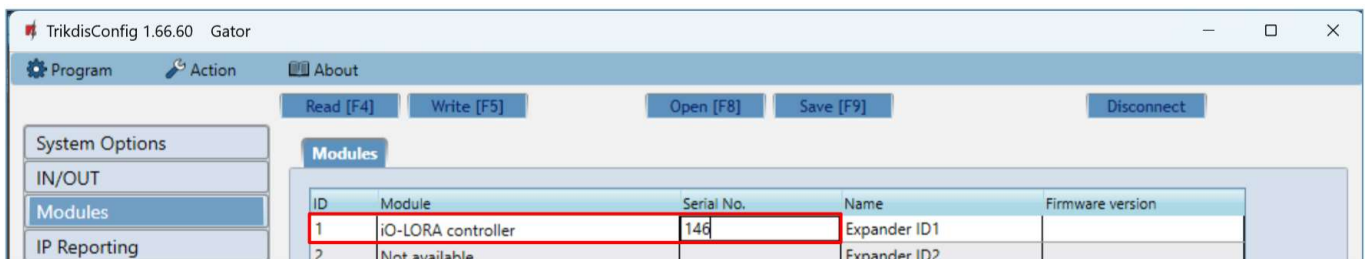 TrikdisConfig 1.66.60 Gator
Program Action About
Read [F4] Write [F5] Open [F8] Save [F9] Disconnect
System Options
IN/OUT
Modules
IP Reporting
Modules
ID Module Serial No. Name Firmware version
1 iO-LORA controller 146 Expander ID1
2 Not available Expander ID2